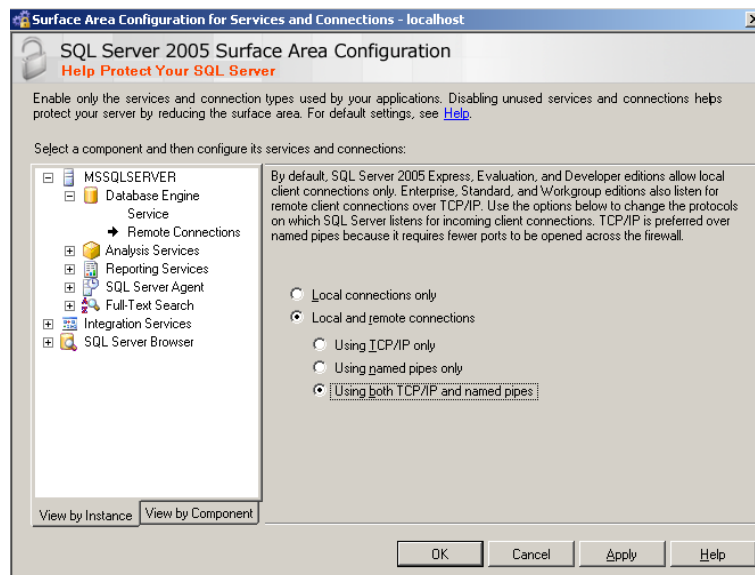 Surface Area Configuration for Services and Connections - localhost
SQL Server 2005 Surface Area Configuration
Help Protect Your SQL Server
Enable only the services and connection types used by your applications. Disabling unused services and connections helps
protect your server by reducing the surface area. For default settings, see Help.
Select a component and then configure its services and connections:
MSSQLSERVER
Database Engine
Service
Remote Connections
Analysis Services
Reporting Services
SQL Server Agent
Full-Text Search
Integration Services
SQL Server Browser
View by Instance
View by Component
By default, SQL Server 2005 Express, Evaluation, and Developer editions allow local
client connections only. Enterprise, Standard, and Workgroup editions also listen for
remote client connections over TCP/IP. Use the options below to change the protocols
on which SQL Server listens for incoming client connections. TCP/IP is preferred over
named pipes because it requires fewer ports to be opened across the firewall.
Local connections only
Local and remote connections
Using TCP/IP only
Using named pipes only
Using both TCP/IP and named pipes
OK
Cancel
Apply
Help